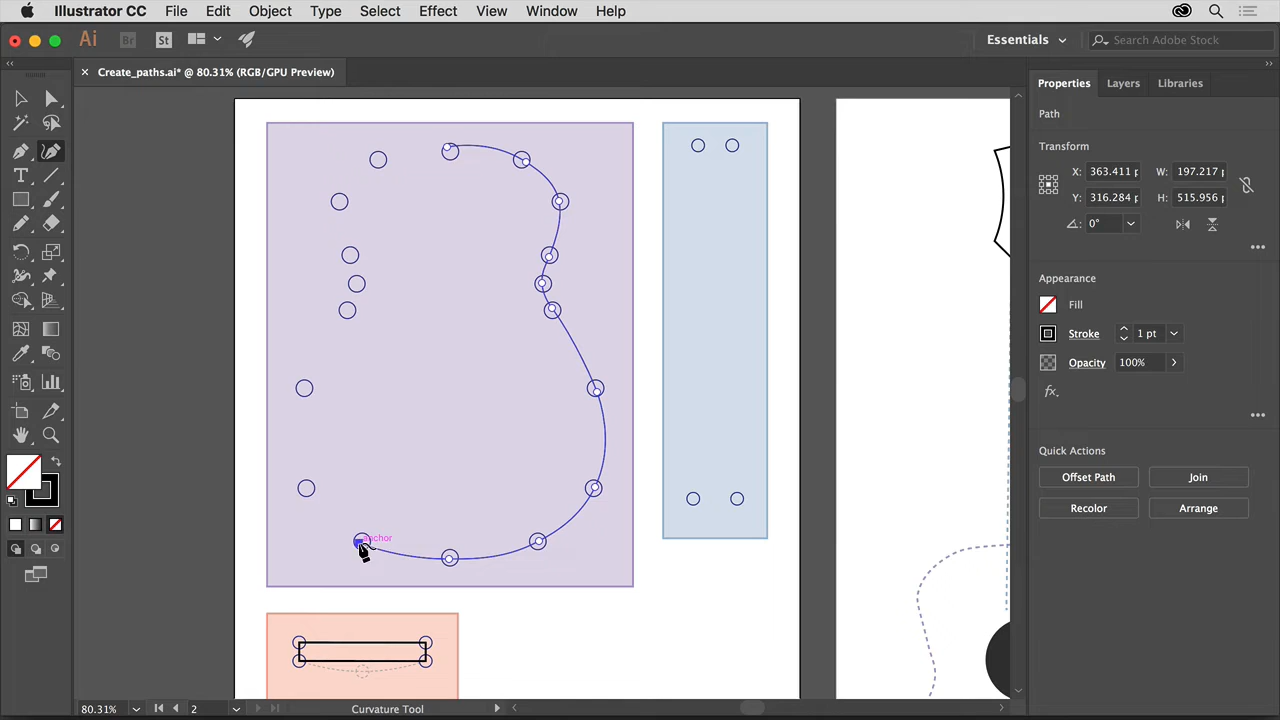 Illustrator CC File Edit Object Type Select Effect View Window Help
Ai Br St Essentials Search Adobe Stock
× Create_paths.ai* @ 80.31% (RGB/GPU Preview)
Properties Layers Libraries
Path
Transform
X: 363.411 p W: 197.217 p
Y: 316.284 p H: 515.956 p
0°
Appearance
Fill
Stroke 1 pt
Opacity 100%
fx.
Quick Actions
Offset Path Join
Recolor Arrange
anchor
80.31% 2 Curvature Tool